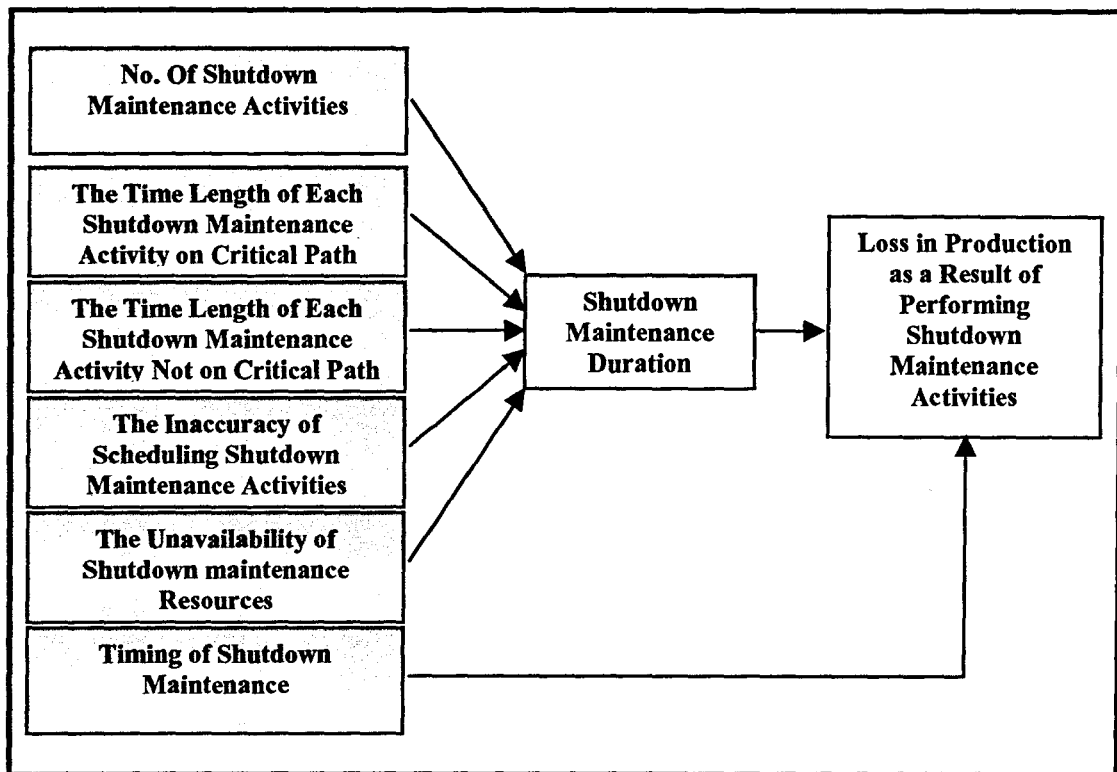 No. Of Shutdown
Maintenance Activities
The Time Length of Each
Shutdown Maintenance
Activity on Critical Path
The Time Length of Each
Shutdown Maintenance
Activity Not on Critical Path
The Inaccuracy of
Scheduling Shutdown
Maintenance Activities
The Unavailability of
Shutdown maintenance
Resources
Timing of Shutdown
Maintenance
Shutdown
Maintenance
Duration
Loss in Production
as a Result of
Performing
Shutdown
Maintenance
Activities